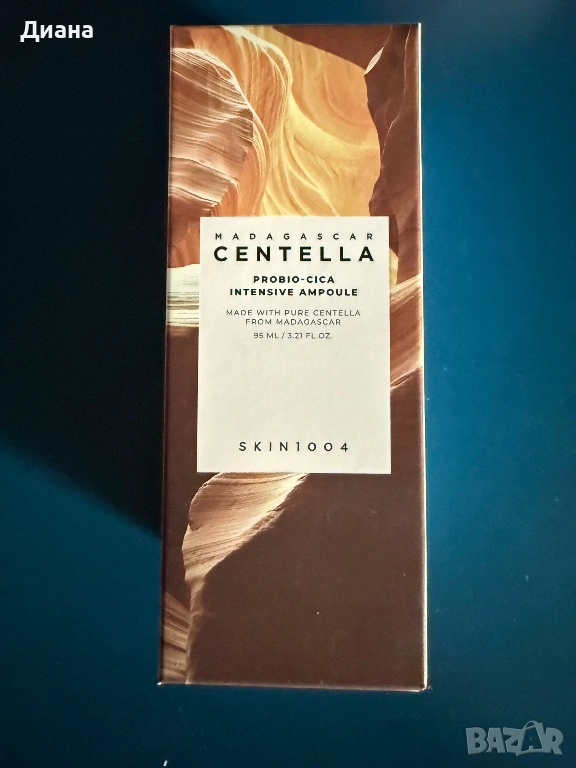 Диана
MADAGASCAR
CENTELLA
PROBIO-CICA
INTENSIVE AMPOULE
MADE WITH PURE CENTELLA
FROM MADAGASCAR
95 ML / 3.21 FL.OZ.
SKIN1004
BAZAR